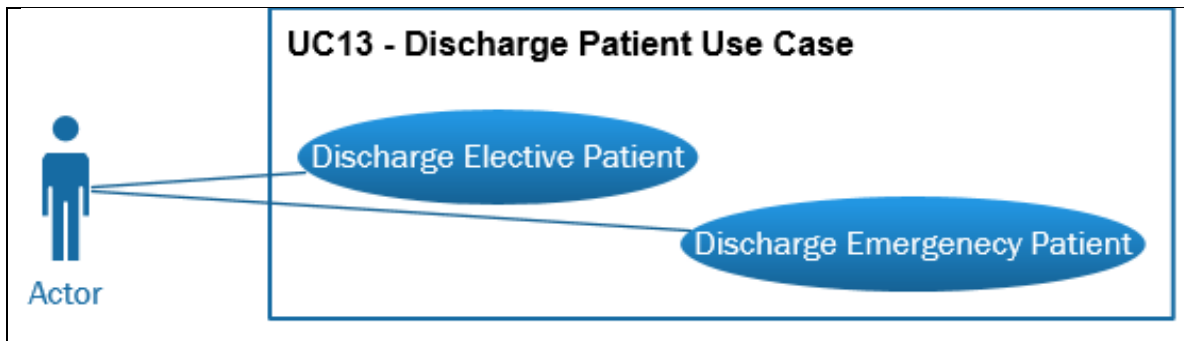 UC13 - Discharge Patient Use Case
Discharge Elective Patient
Discharge Emergenecy Patient
Actor